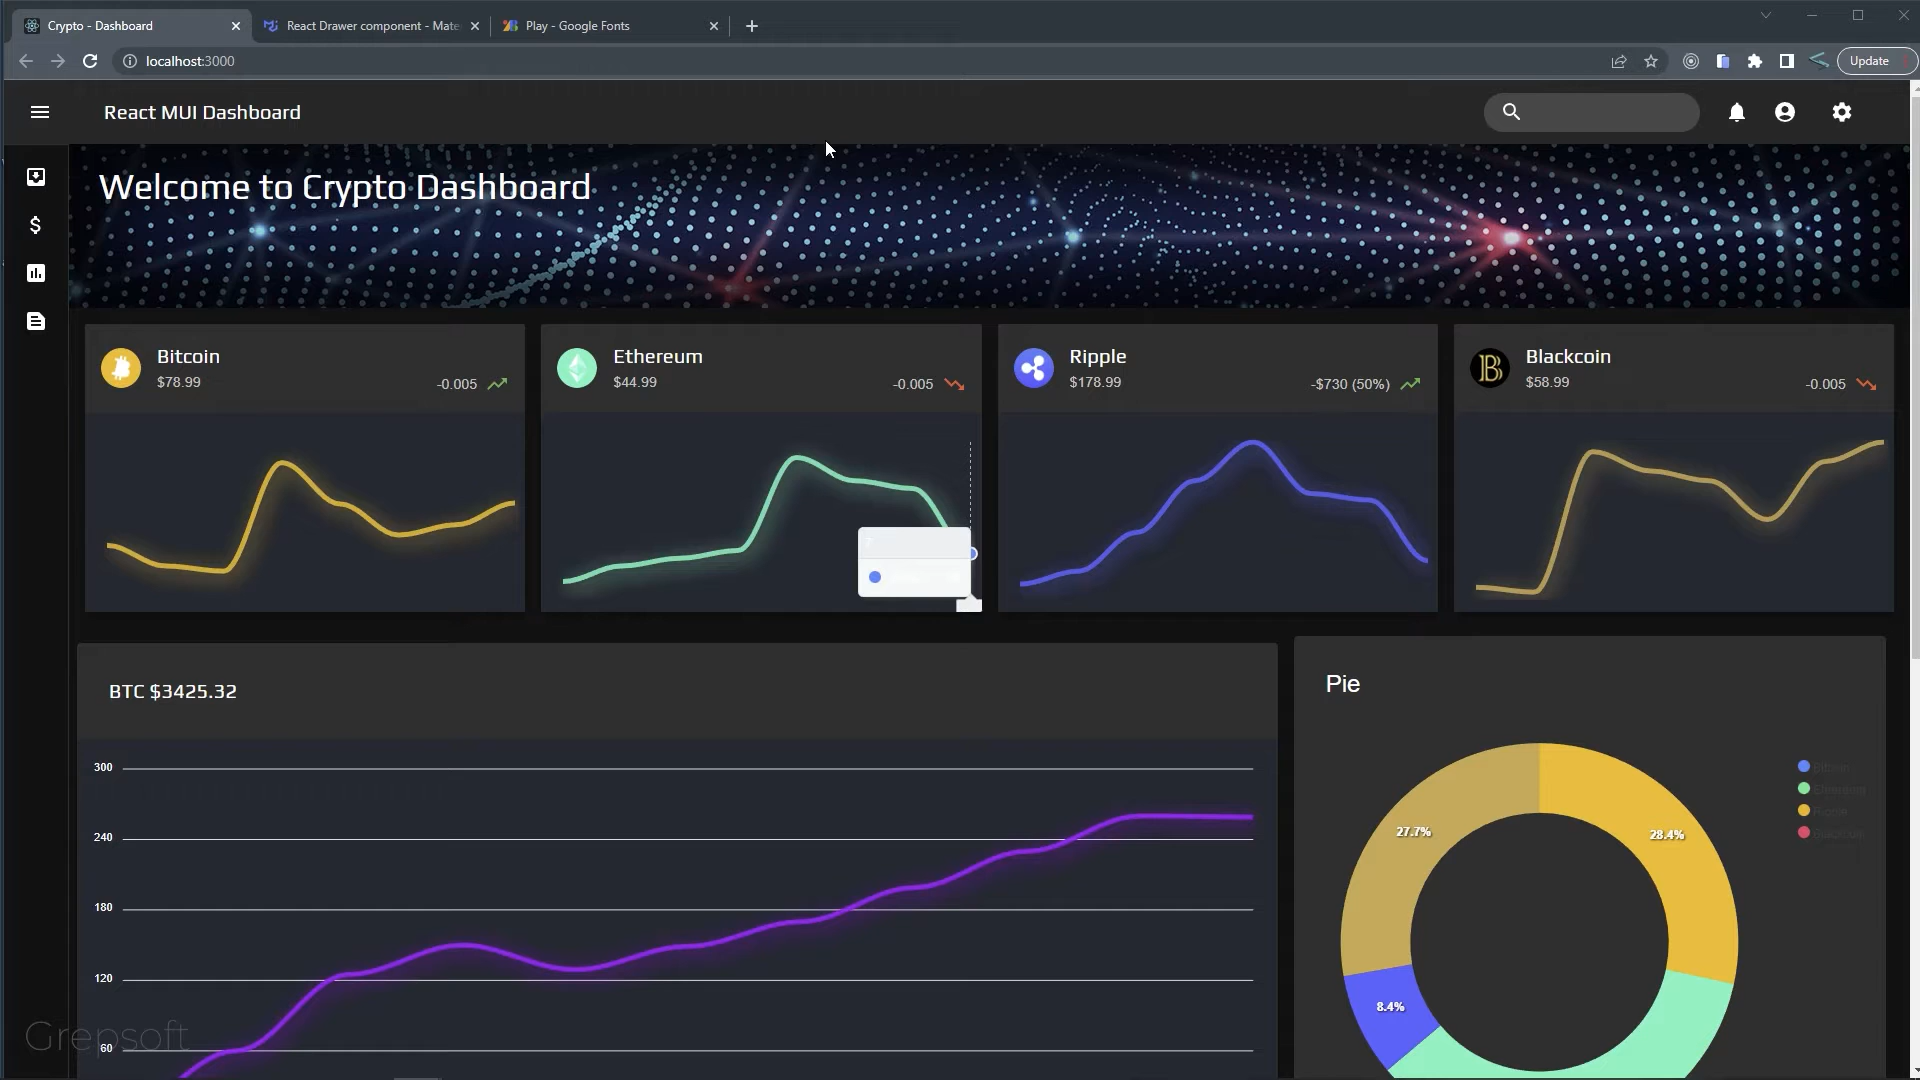 Crypto - Dashboard
React Drawer component - Mate
Play - Google Fonts
localhost:3000
Update
React MUI Dashboard
Welcome to Crypto Dashboard
Bitcoin
$78.99
-0.005
Ethereum
$44.99
-0.005
Ripple
$178.99
-$730 (50%)
Blackcoin
$58.99
-0.005
BTC $3425.32
300
240
180
120
60
Pie
27.7%
28.4%
8.4%
Grepsoft